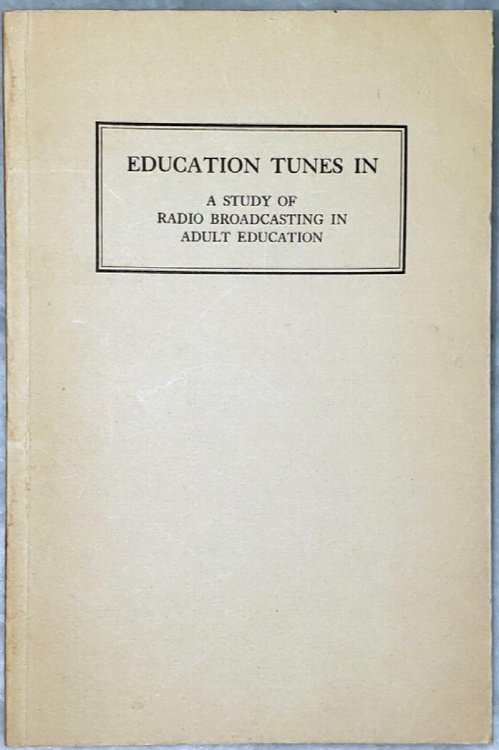 EDUCATION TUNES IN
A STUDY OF
RADIO BROADCASTING IN
ADULT EDUCATION